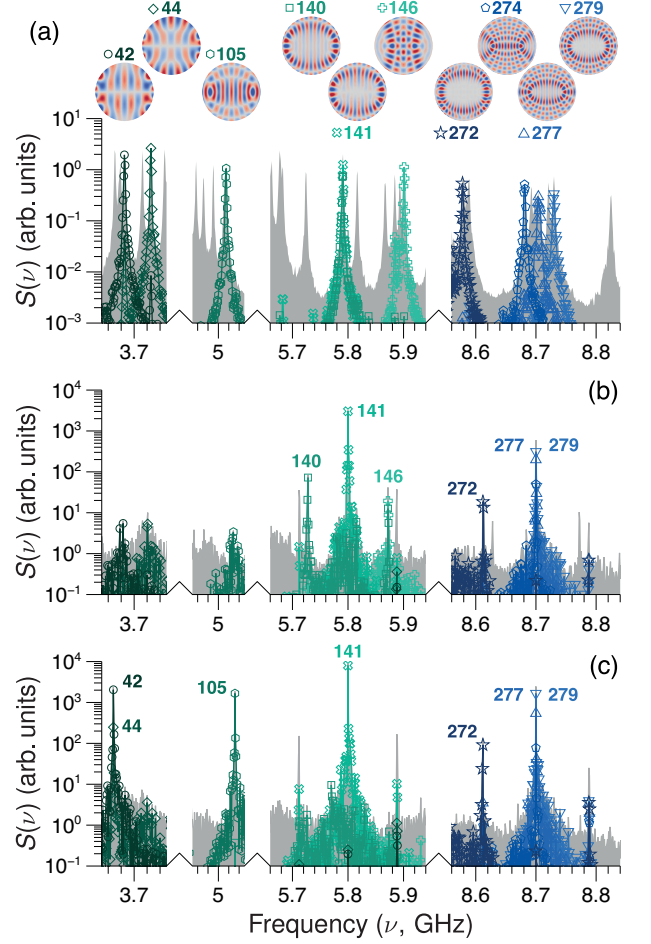 (a)
44 140 146 274 279
42 105
141 272 277
10¹
10⁰
10⁻¹
10⁻²
10⁻³
S(ν) (arb. units)
3.7 5 5.7 5.8 5.9 8.6 8.7 8.8
(b)
10⁴
10³
10²
10¹
10⁰
10⁻¹
S(ν) (arb. units)
141
277 279
140
146
272
3.7 5 5.7 5.8 5.9 8.6 8.7 8.8
(c)
141
10⁴
10³
10²
10¹
10⁰
10⁻¹
S(ν) (arb. units)
42
105
277 279
44
272
3.7 5 5.7 5.8 5.9 8.6 8.7 8.8
Frequency (ν, GHz)